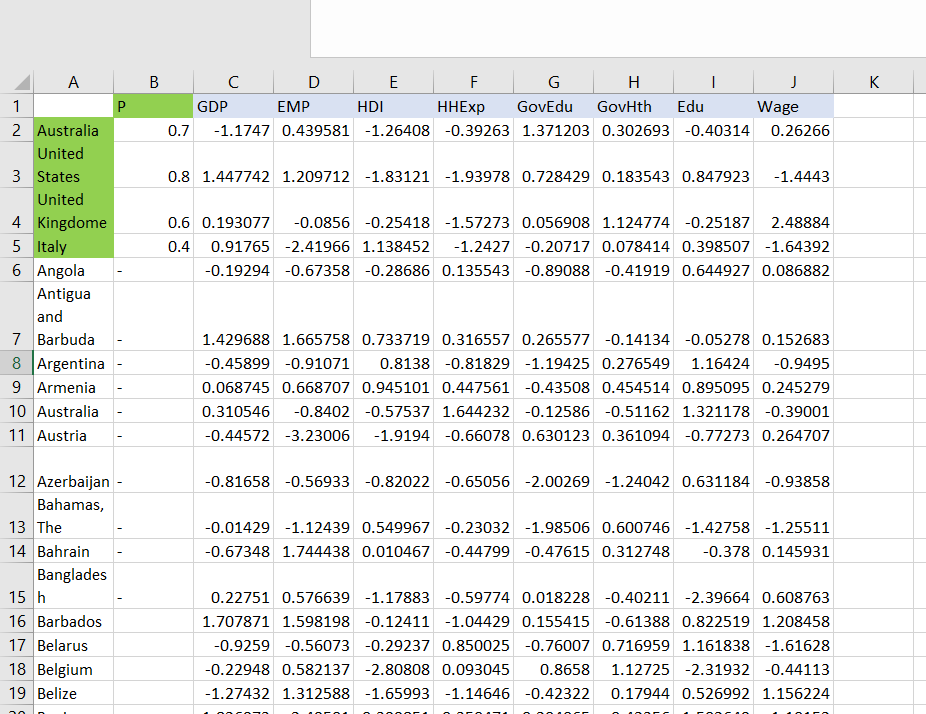 A B C D E F G H I J K
1 P GDP EMP HDI HHExp GovEdu GovHth Edu Wage
2 Australia 0.7 -1.1747 0.439581 -1.26408 -0.39263 1.371203 0.302693 -0.40314 0.26266
United
3 States 0.8 1.447742 1.209712 -1.83121 -1.93978 0.728429 0.183543 0.847923 -1.4443
United
4 Kingdome 0.6 0.193077 -0.0856 -0.25418 -1.57273 0.056908 1.124774 -0.25187 2.48884
5 Italy 0.4 0.91765 -2.41966 1.138452 -1.2427 -0.20717 0.078414 0.398507 -1.64392
6 Angola - -0.19294 -0.67358 -0.28686 0.135543 -0.89088 -0.41919 0.644927 0.086882
Antigua
and
7 Barbuda - 1.429688 1.665758 0.733719 0.316557 0.265577 -0.14134 -0.05278 0.152683
8 Argentina - -0.45899 -0.91071 0.8138 -0.81829 -1.19425 0.276549 1.16424 -0.9495
9 Armenia - 0.068745 0.668707 0.945101 0.447561 -0.43508 0.454514 0.895095 0.245279
10 Australia - 0.310546 -0.8402 -0.57537 1.644232 -0.12586 -0.51162 1.321178 -0.39001
11 Austria - -0.44572 -3.23006 -1.9194 -0.66078 0.630123 0.361094 -0.77273 0.264707
12 Azerbaijan - -0.81658 -0.56933 -0.82022 -0.65056 -2.00269 -1.24042 0.631184 -0.93858
Bahamas,
13 The - -0.01429 -1.12439 0.549967 -0.23032 -1.98506 0.600746 -1.42758 -1.25511
14 Bahrain - -0.67348 1.744438 0.010467 -0.44799 -0.47615 0.312748 -0.378 0.145931
Banglades
15 h - 0.22751 0.576639 -1.17883 -0.59774 0.018228 -0.40211 -2.39664 0.608763
16 Barbados 1.707871 1.598198 -0.12411 -1.04429 0.155415 -0.61388 0.822519 1.208458
17 Belarus -0.9259 -0.56073 -0.29237 0.850025 -0.76007 0.716959 1.161838 -1.61628
18 Belgium -0.22948 0.582137 -2.80808 0.093045 0.8658 1.12725 -2.31932 -0.44113
19 Belize -1.27432 1.312588 -1.65993 -1.14646 -0.42322 0.17944 0.526992 1.156224